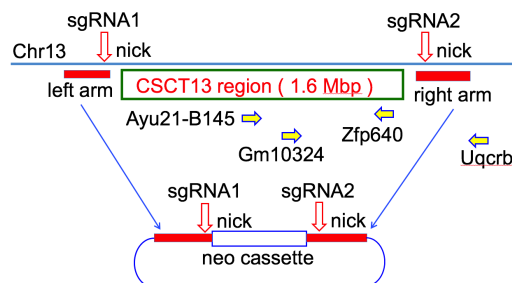 sgRNA1
sgRNA2
Chr13
nick
nick
left arm
CSCT13 region ( 1.6 Mbp)
right arm
Ayu21-B145
Gm10324
Zfp640
Uqcrb
sgRNA1
sgRNA2
nick
nick
neo cassette